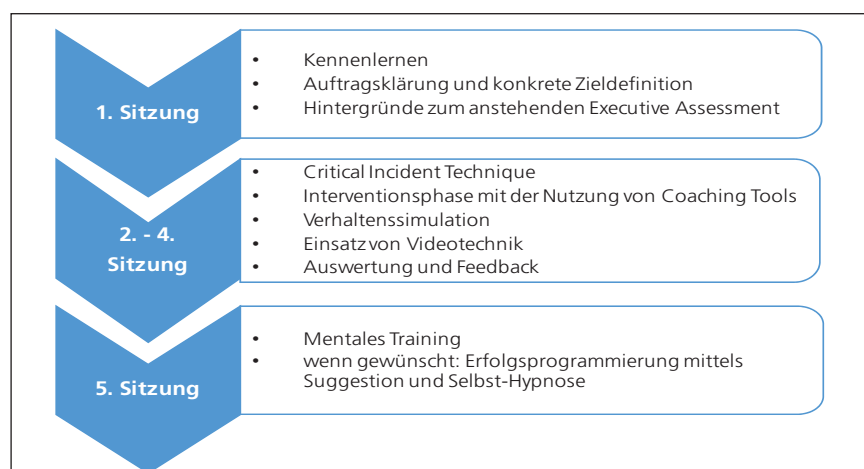 1. Sitzung
• Kennenlernen
• Auftragsklärung und konkrete Zieldefinition
• Hintergründe zum anstehenden Executive Assessment
2. - 4.
Sitzung
• Critical Incident Technique
• Interventionsphase mit der Nutzung von Coaching Tools
• Verhaltenssimulation
• Einsatz von Videotechnik
• Auswertung und Feedback
5. Sitzung
• Mentales Training
• wenn gewünscht: Erfolgsprogrammierung mittels
Suggestion und Selbst-Hypnose